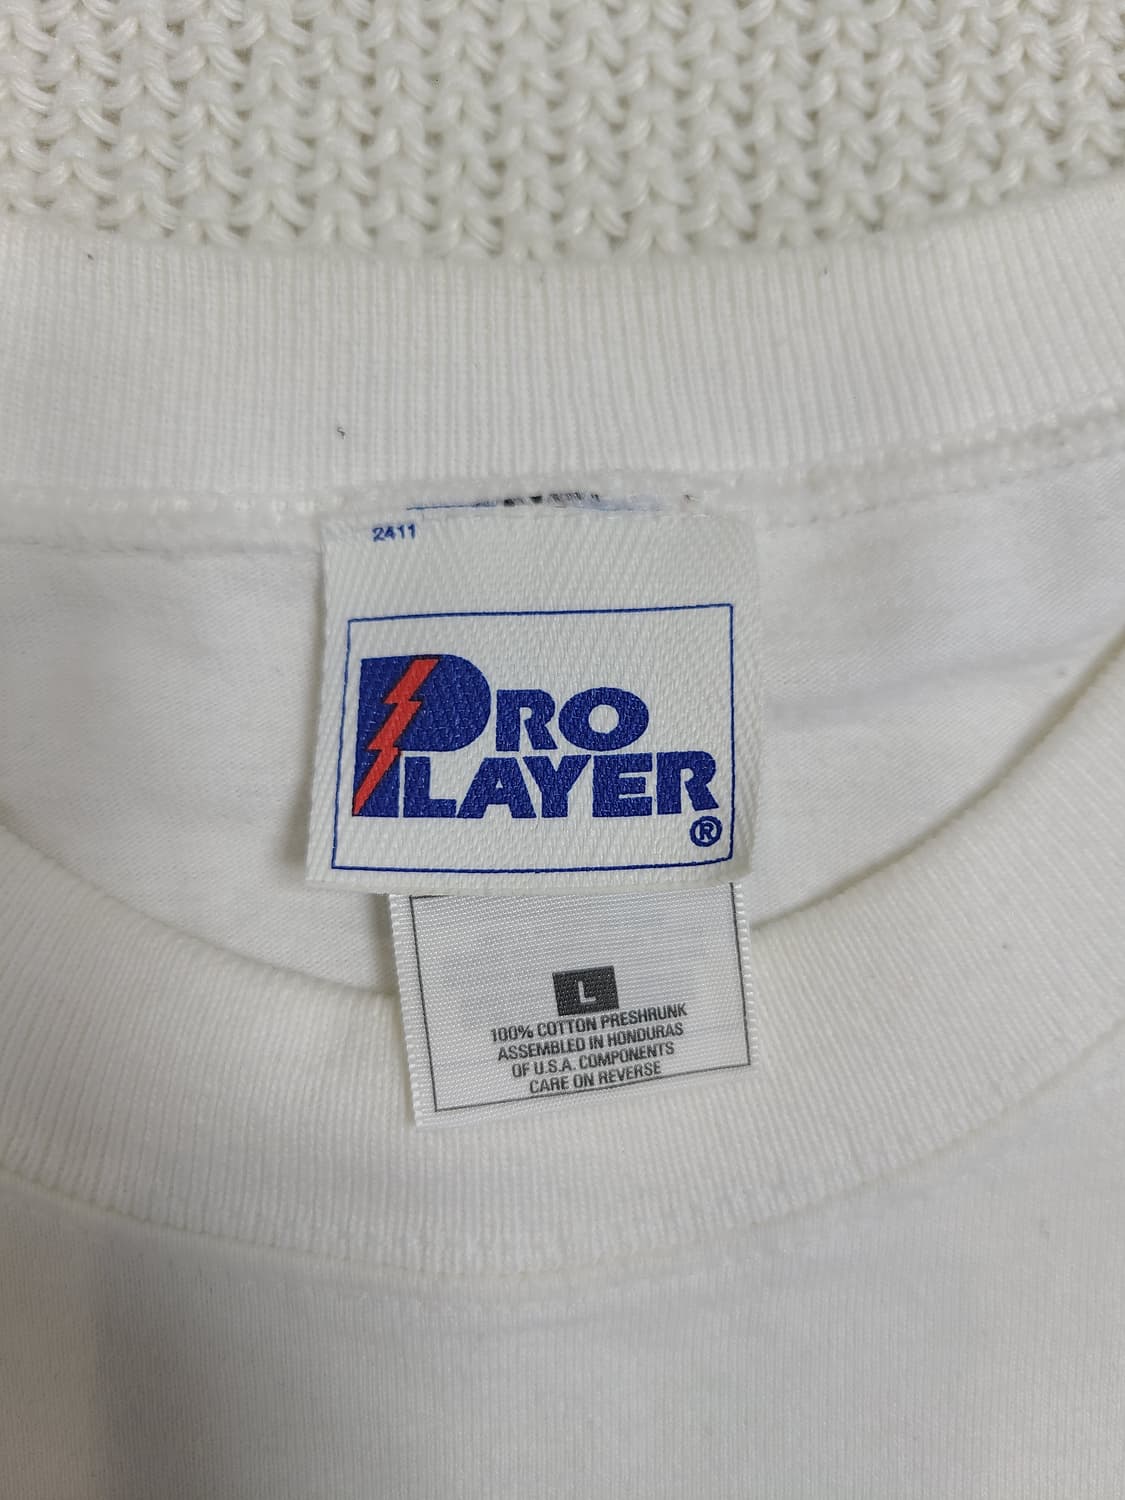 2411
PRO
PLAYER
®
L
100% COTTON PRESHRUNK
ASSEMBLED IN HONDURAS
OF U.S.A. COMPONENTS
CARE ON REVERSE